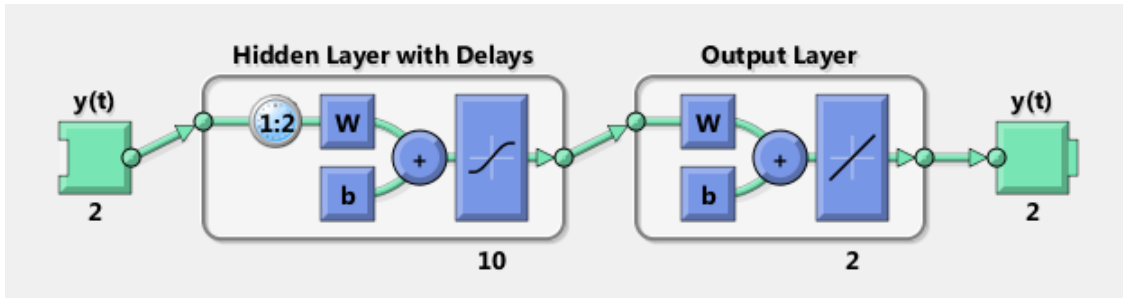 Hidden Layer with Delays
Output Layer
y(t)
y(t)
1:2
W
W
+
+
b
b
2
2
10
2